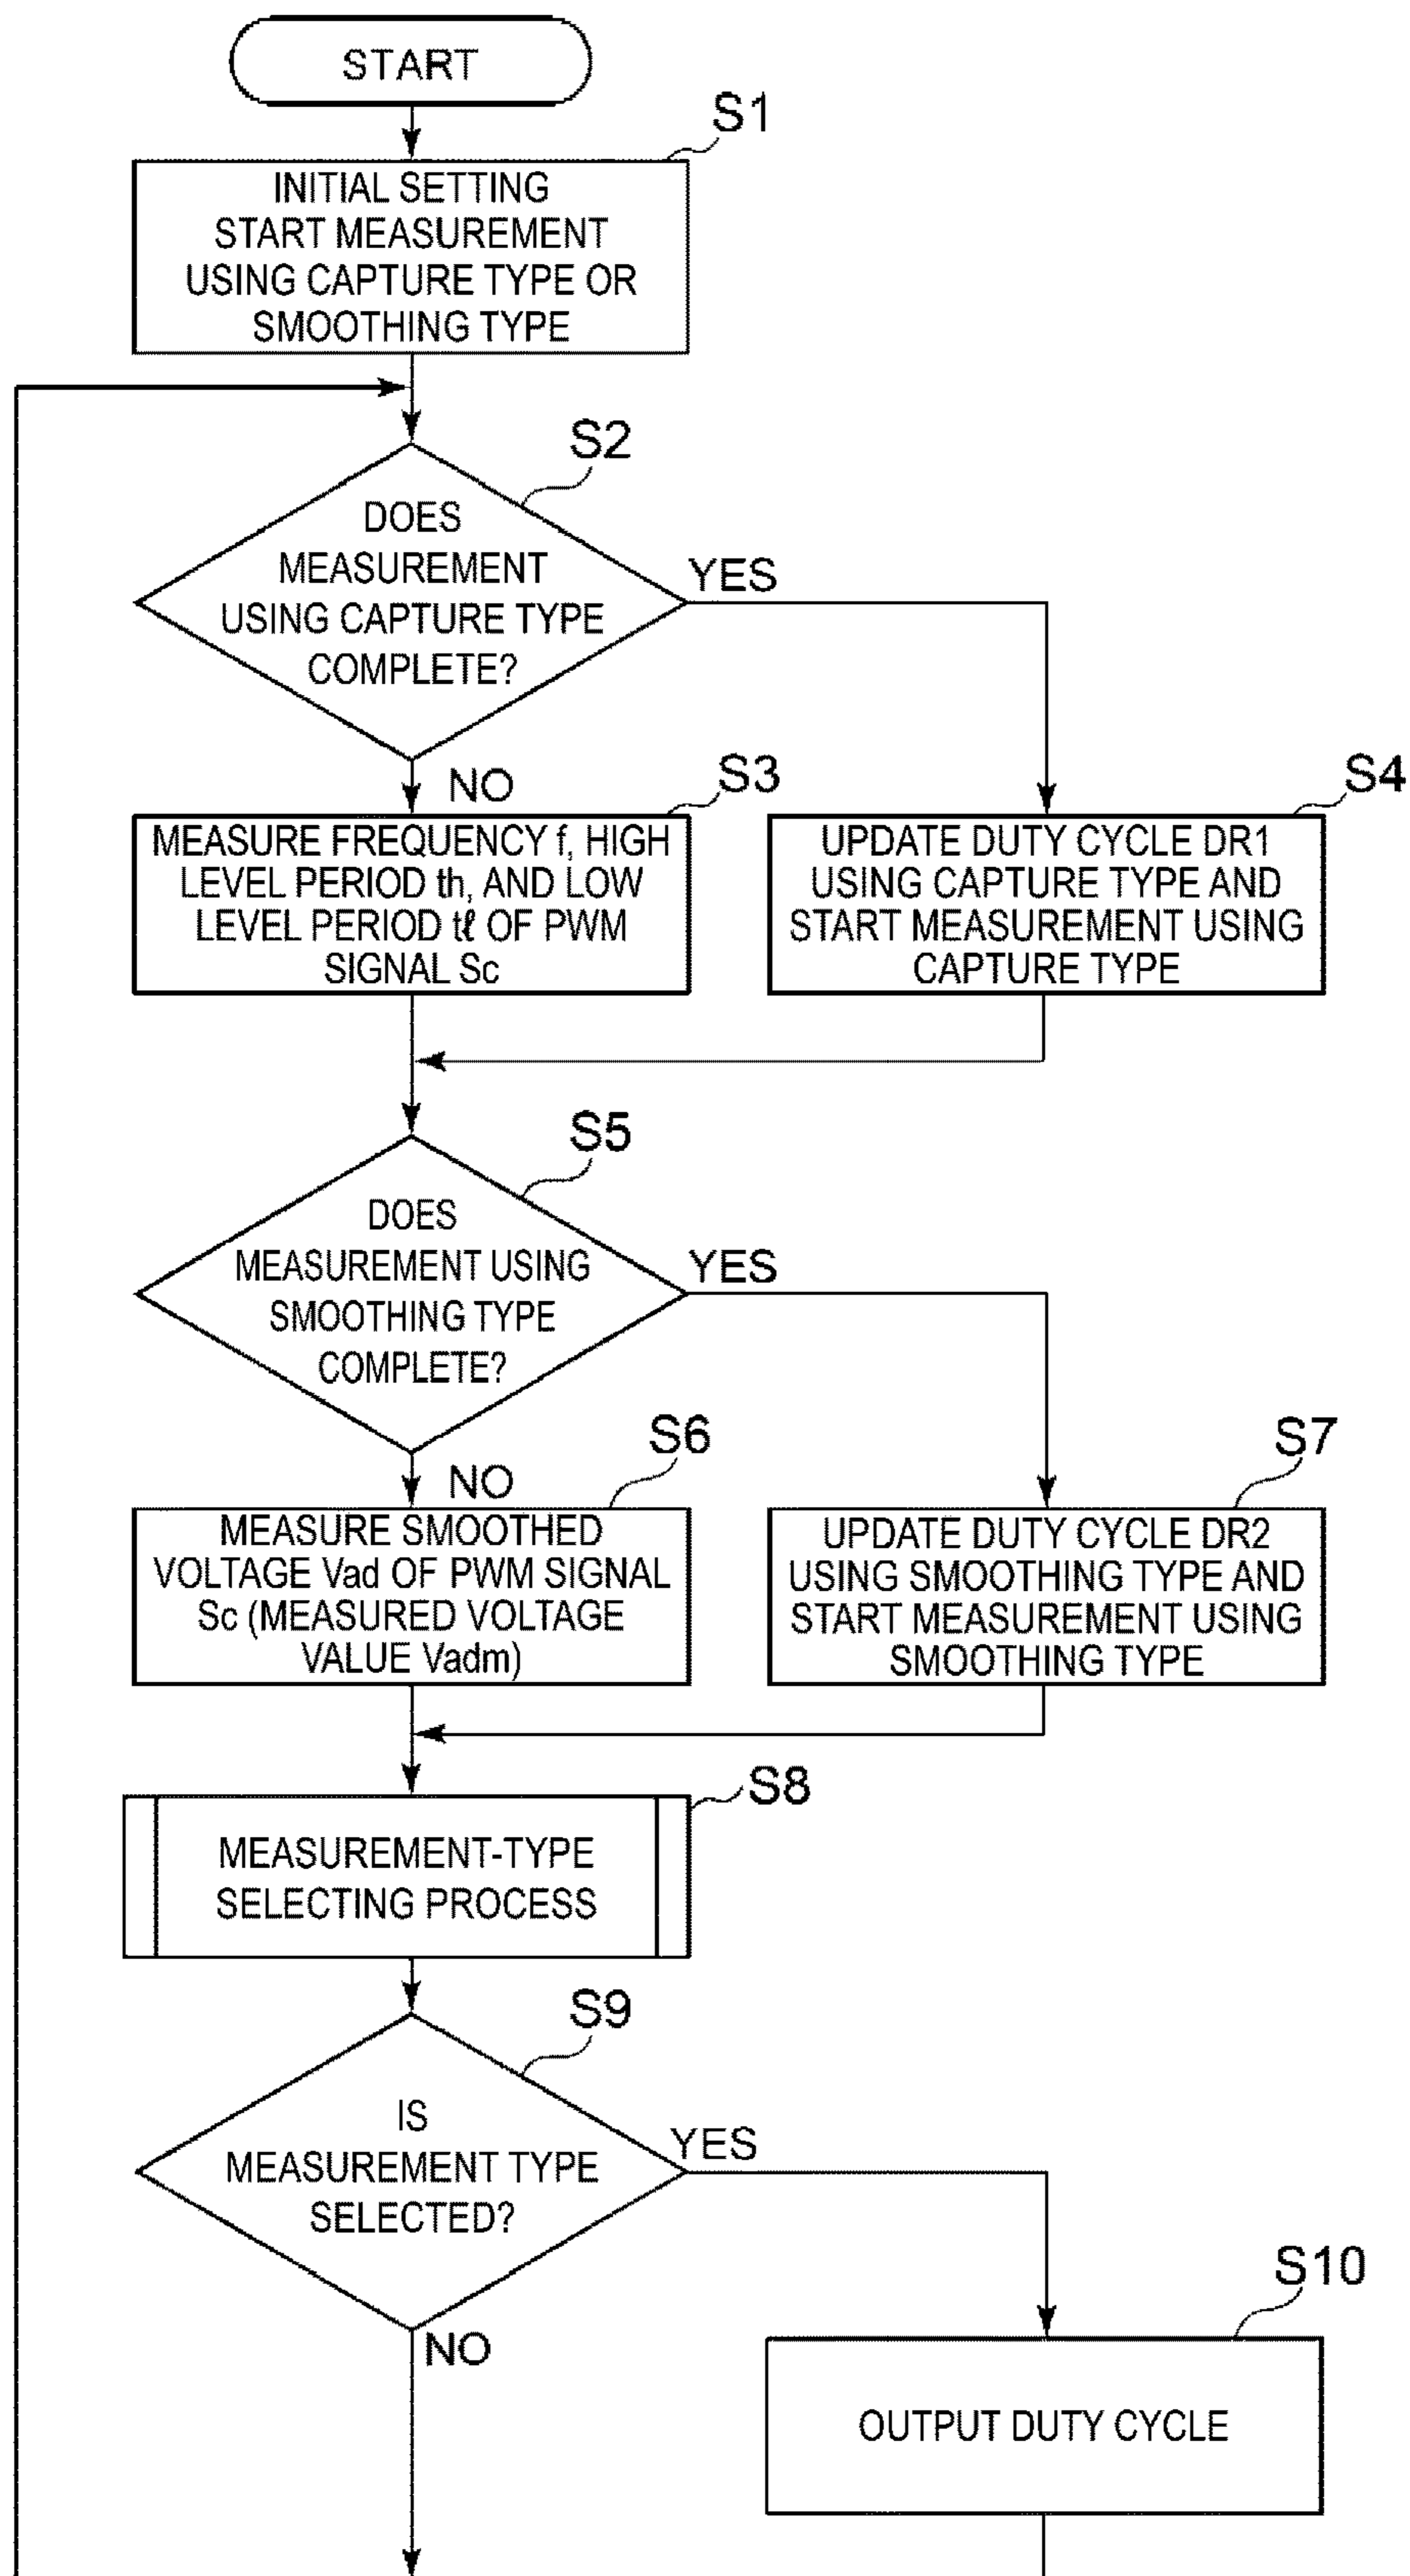 START
S1
INITIAL SETTING
START MEASUREMENT
USING CAPTURE TYPE OR
SMOOTHING TYPE
S2
DOES
MEASUREMENT
USING CAPTURE TYPE
COMPLETE?
YES
NO
S3
MEASURE FREQUENCY f, HIGH
LEVEL PERIOD th, AND LOW
LEVEL PERIOD tℓ OF PWM
SIGNAL Sc
S4
UPDATE DUTY CYCLE DR1
USING CAPTURE TYPE AND
START MEASUREMENT USING
CAPTURE TYPE
S5
DOES
MEASUREMENT USING
SMOOTHING TYPE
COMPLETE?
YES
NO
S6
MEASURE SMOOTHED
VOLTAGE Vad OF PWM SIGNAL
Sc (MEASURED VOLTAGE
VALUE Vadm)
S7
UPDATE DUTY CYCLE DR2
USING SMOOTHING TYPE AND
START MEASUREMENT USING
SMOOTHING TYPE
S8
MEASUREMENT-TYPE
SELECTING PROCESS
S9
IS
MEASUREMENT TYPE
SELECTED?
YES
NO
S10
OUTPUT DUTY CYCLE